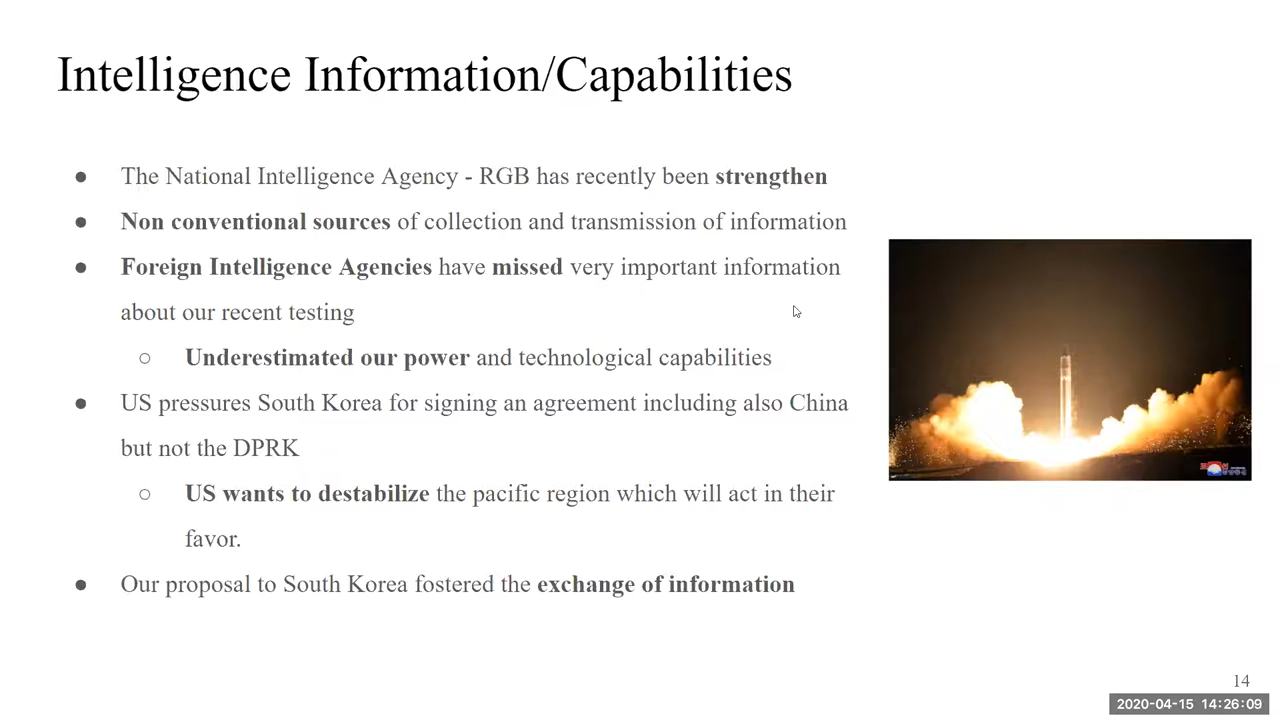 Intelligence Information/Capabilities
● The National Intelligence Agency - RGB has recently been strengthen
● Non conventional sources of collection and transmission of information
● Foreign Intelligence Agencies have missed very important information
about our recent testing
○ Underestimated our power and technological capabilities
● US pressures South Korea for signing an agreement including also China
but not the DPRK
○ US wants to destabilize the pacific region which will act in their
favor.
● Our proposal to South Korea fostered the exchange of information
14
2020-04-15 14:26:09